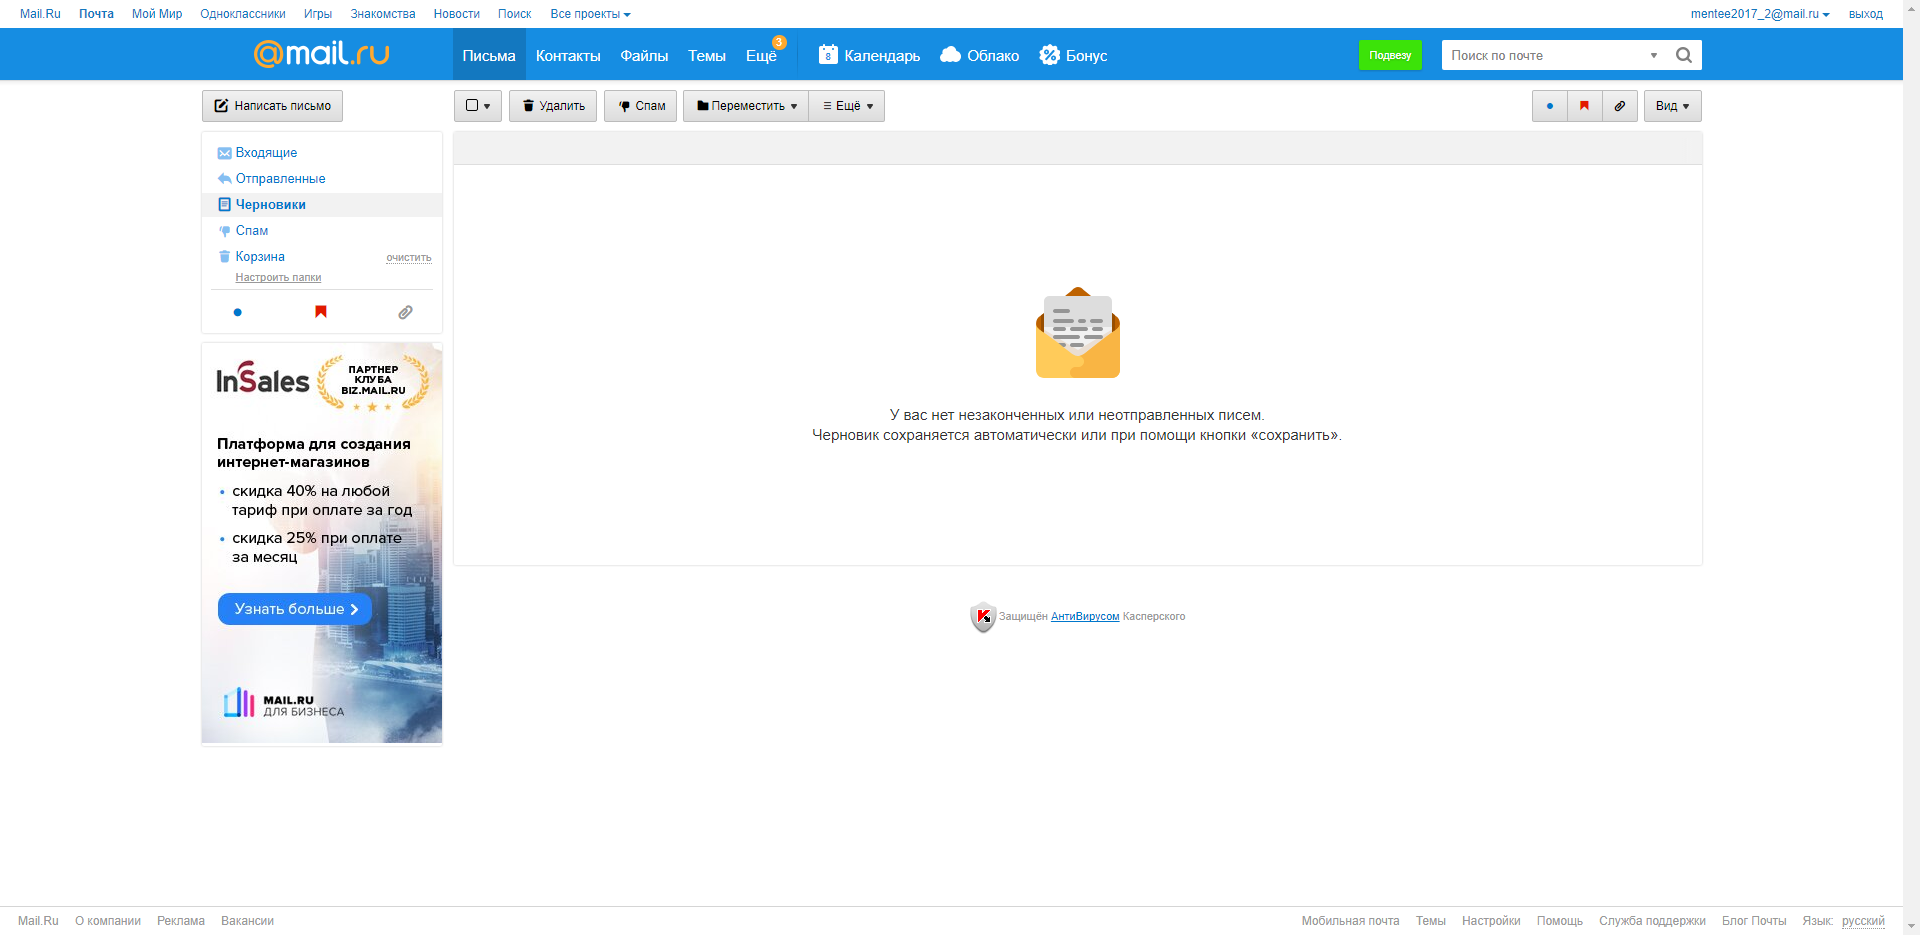 Mail.Ru Почта Мой Мир Одноклассники Игры Знакомства Новости Поиск Все проекты mentee2017_2@mail.ru выход
@mail.ru Письма Контакты Файлы Темы Ещё 3 8 Календарь Облако Бонус Подвезу Поиск по почте
Написать письмо Удалить Спам Переместить Ещё Вид
Входящие
Отправленные
Черновики
Спам
Корзина очистить
Настроить папки
InSales
ПАРТНЕР
КЛУБА
BIZ.MAIL.RU
Платформа для создания
интернет-магазинов
• скидка 40% на любой
тариф при оплате за год
• скидка 25% при оплате
за месяц
Узнать больше
MAIL.RU
ДЛЯ БИЗНЕСА
У вас нет незаконченных или неотправленных писем.
Черновик сохраняется автоматически или при помощи кнопки «сохранить».
Защищён АнтиВирусом Касперского
Mail.Ru О компании Реклама Вакансии Мобильная почта Темы Настройки Помощь Служба поддержки Блог Почты Язык: русский